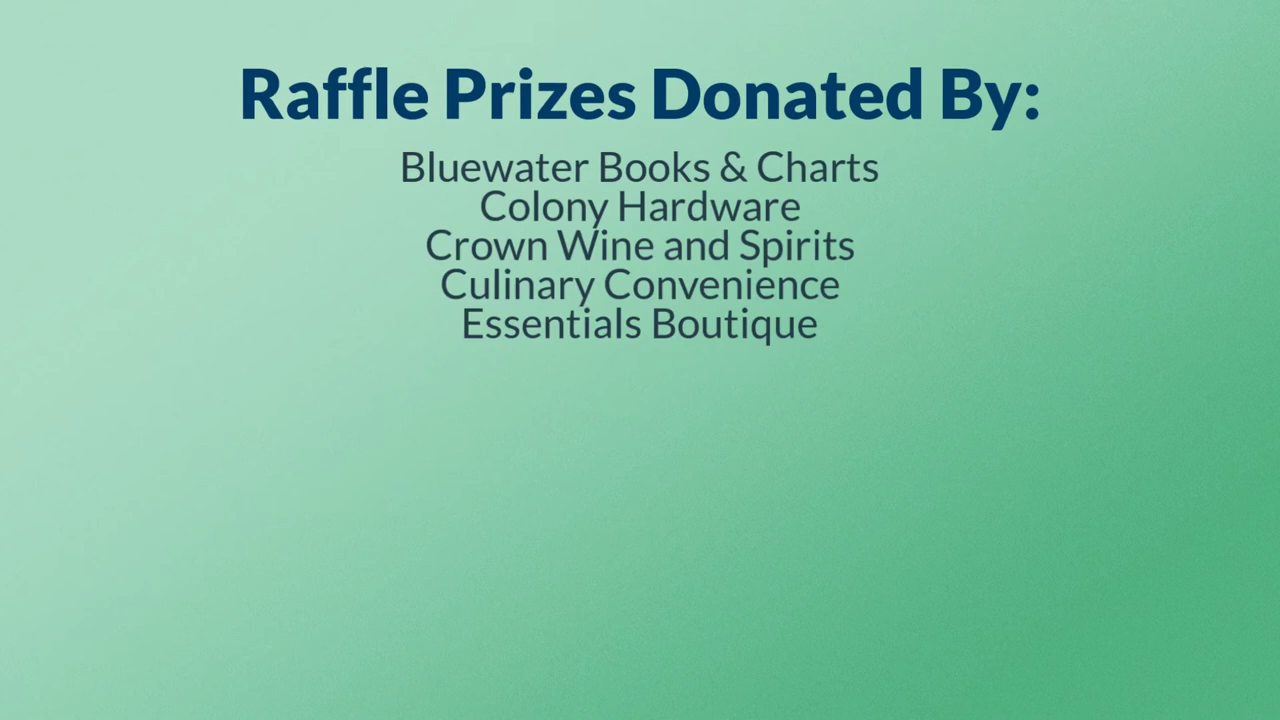 Raffle Prizes Donated By:
Bluewater Books & Charts
Colony Hardware
Crown Wine and Spirits
Culinary Convenience
Essentials Boutique